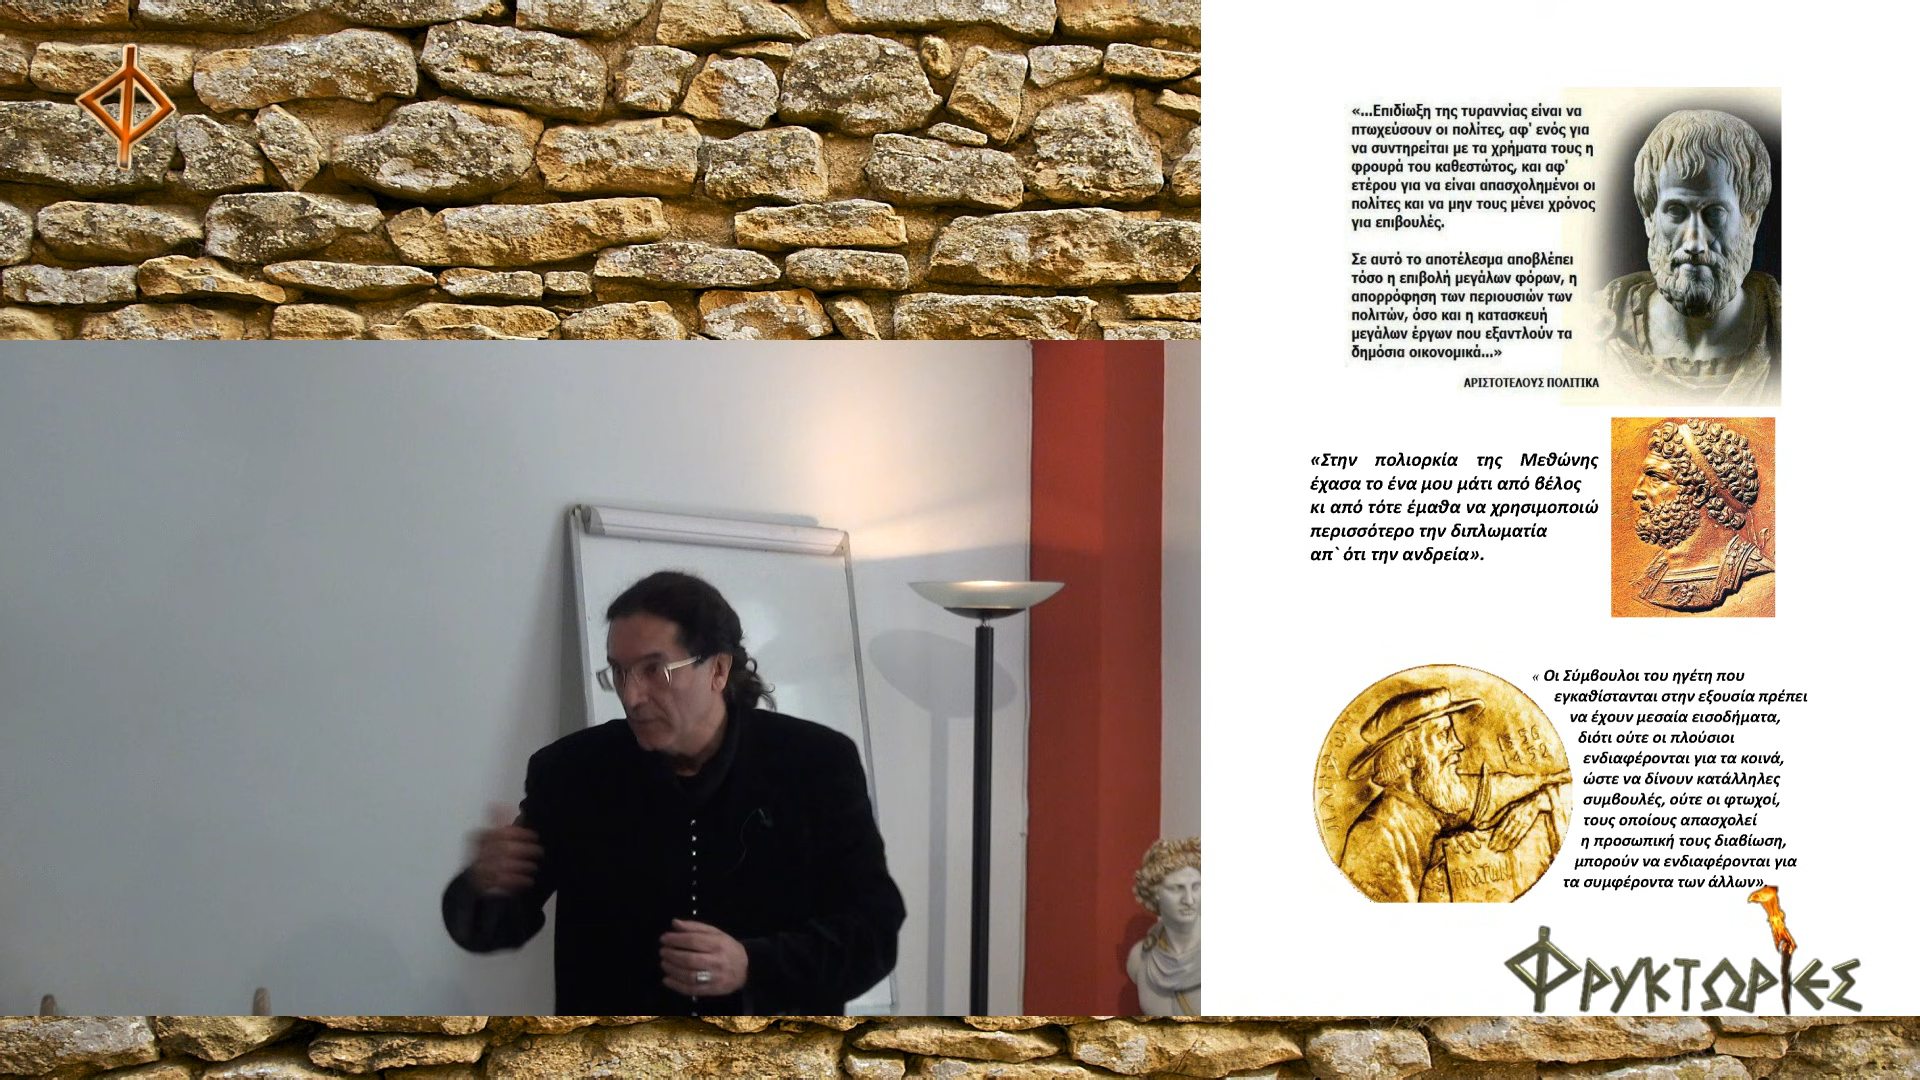 «...Επιδίωξη της τυραννίας είναι να
πτωχεύσουν οι πολίτες, αφ' ενός για
να συντηρείται με τα χρήματα τους η
φρουρά του καθεστώτος, και αφ'
ετέρου για να είναι απασχολημένοι οι
πολίτες και να μην τους μένει χρόνος
για επιβουλές.
Σε αυτό το αποτέλεσμα αποβλέπει
τόσο η επιβολή μεγάλων φόρων, η
απορρόφηση των περιουσιών των
πολιτών, όσο και η κατασκευή
μεγάλων έργων που εξαντλούν τα
δημόσια οικονομικά...»
ΑΡΙΣΤΟΤΕΛΟΥΣ ΠΟΛΙΤΙΚΑ
«Στην πολιορκία της Μεθώνης
έχασα το ένα μου μάτι από βέλος
κι από τότε έμαθα να χρησιμοποιώ
περισσότερο την διπλωματία
απ` ότι την ανδρεία».
« Οι Σύμβουλοι του ηγέτη που
εγκαθίστανται στην εξουσία πρέπει
να έχουν μεσαία εισοδήματα,
διότι ούτε οι πλούσιοι
ενδιαφέρονται για τα κοινά,
ώστε να δίνουν κατάλληλες
συμβουλές, ούτε οι φτωχοί,
τους οποίους απασχολεί
η προσωπική τους διαβίωση,
μπορούν να ενδιαφέρονται για
τα συμφέροντα των άλλων».
ΠΛΑΤΩΝ
ΦΡΥΚΤΩΡΙΕΣ